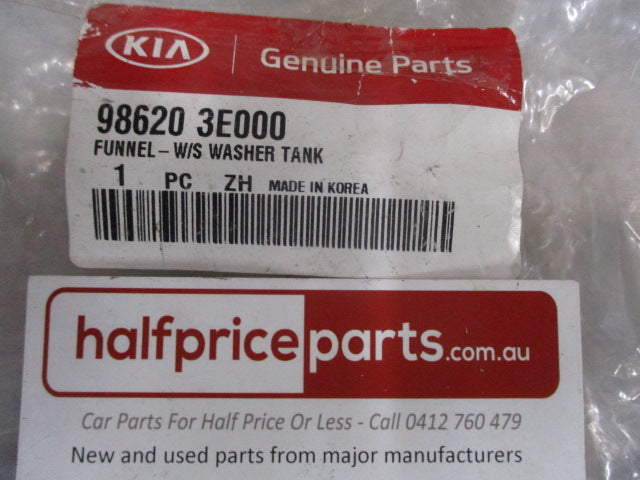 KIA Genuine Parts
98620 3E000
FUNNEL-W/S WASHER TANK
1 PC ZH MADE IN KOREA
halfpriceparts.com.au
Car Parts For Half Price Or Less - Call 0412 760 479
New and used parts from major manufacturers